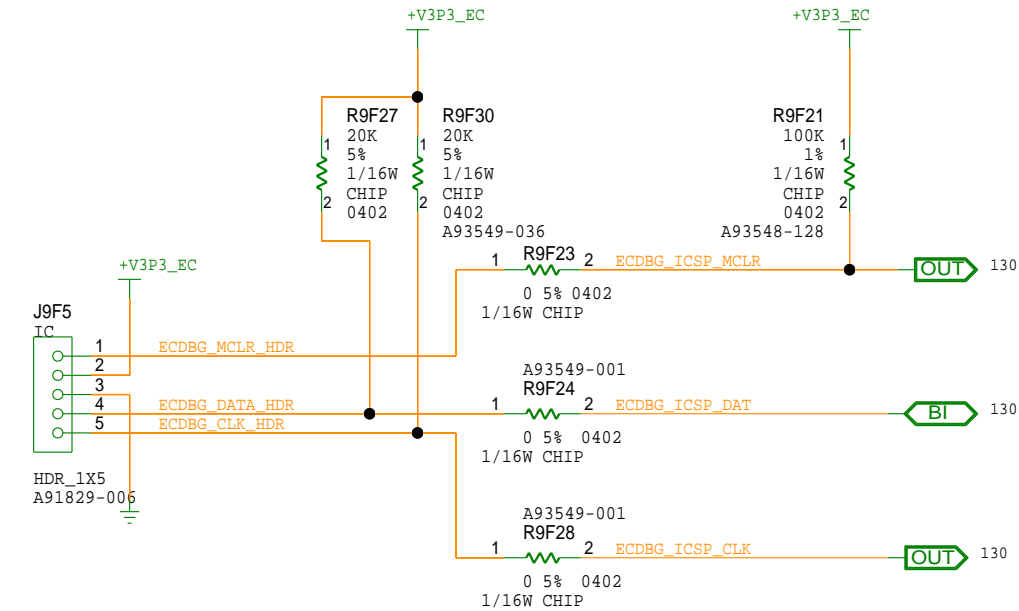 +V3P3_EC
+V3P3_EC
R9F27
20K
5%
1/16W
CHIP
0402
1
2
R9F30
20K
5%
1/16W
CHIP
0402
A93549-036
1
2
R9F21
100K
1%
1/16W
CHIP
0402
A93548-128
1
2
R9F23
1 2 ECDBG_ICSP_MCLR
OUT 130
0 5% 0402
1/16W CHIP
+V3P3_EC
J9F5
IC
1 ECDBG_MCLR_HDR
2
3
4 ECDBG_DATA_HDR
5 ECDBG_CLK_HDR
HDR_1X5
A91829-006
A93549-001
R9F24
1 2 ECDBG_ICSP_DAT
BI 130
0 5% 0402
1/16W CHIP
A93549-001
R9F28
1 2 ECDBG_ICSP_CLK
OUT 130
0 5% 0402
1/16W CHIP